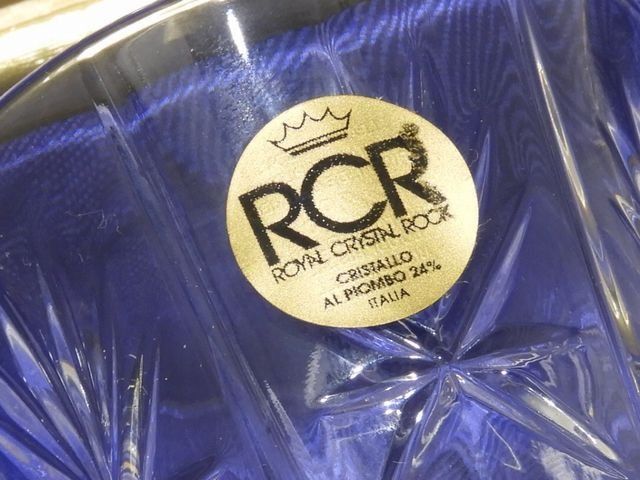 RCR
ROYAL CRYSTAL ROCK
CRISTALLO
AL PIOMBO 24%
ITALIA